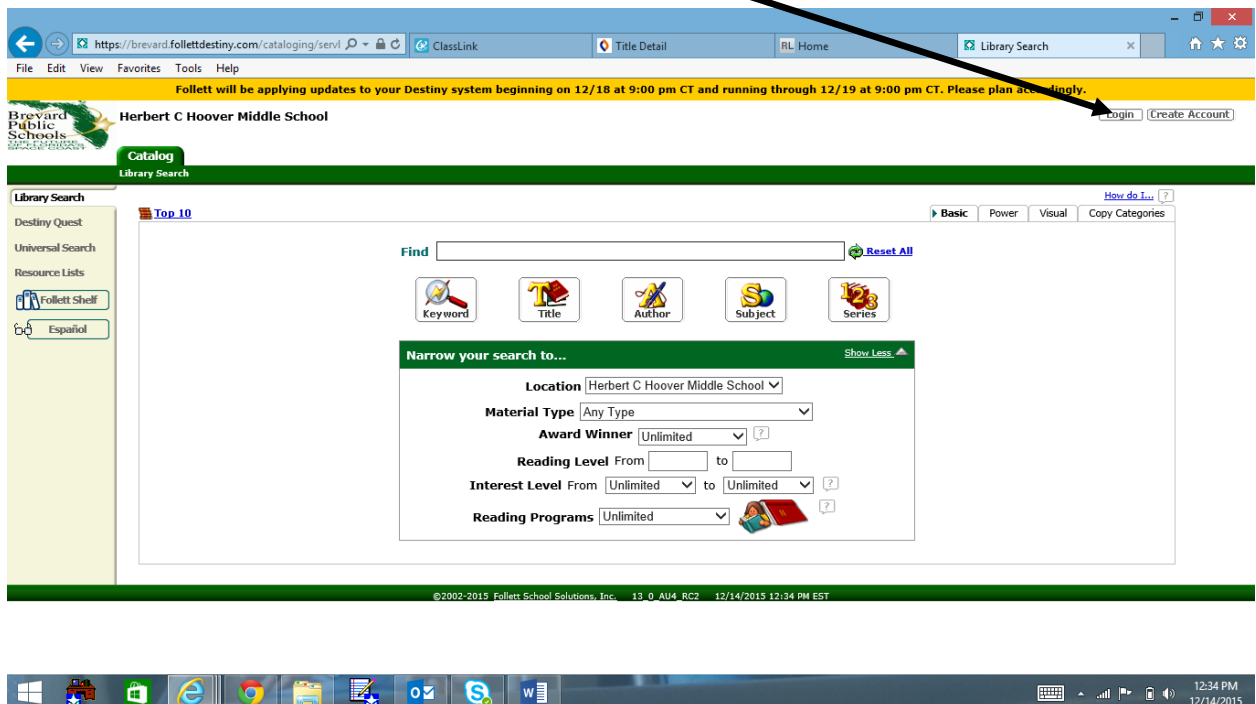 https://brevard.follettdestiny.com/cataloging/servl
ClassLink
Title Detail
RL Home
Library Search
File Edit View Favorites Tools Help
Follett will be applying updates to your Destiny system beginning on 12/18 at 9:00 pm CT and running through 12/19 at 9:00 pm CT. Please plan accordingly.
Brevard
Public
Schools
THE FUTURE
OF FLORIDA'S
SPACE COAST
Herbert C Hoover Middle School
Login Create Account
Catalog
Library Search
Library Search
Destiny Quest
Universal Search
Resource Lists
Follett Shelf
Español
How do I... ?
Top 10
Basic Power Visual Copy Categories
Find Reset All
Keyword Title Author Subject Series
Narrow your search to... Show Less
Location Herbert C Hoover Middle School
Material Type Any Type
Award Winner Unlimited ?
Reading Level From to
Interest Level From Unlimited to Unlimited ?
Reading Programs Unlimited ?
©2002-2015 Follett School Solutions, Inc. 13_0_AU4_RC2 12/14/2015 12:34 PM EST
12:34 PM
12/14/2015